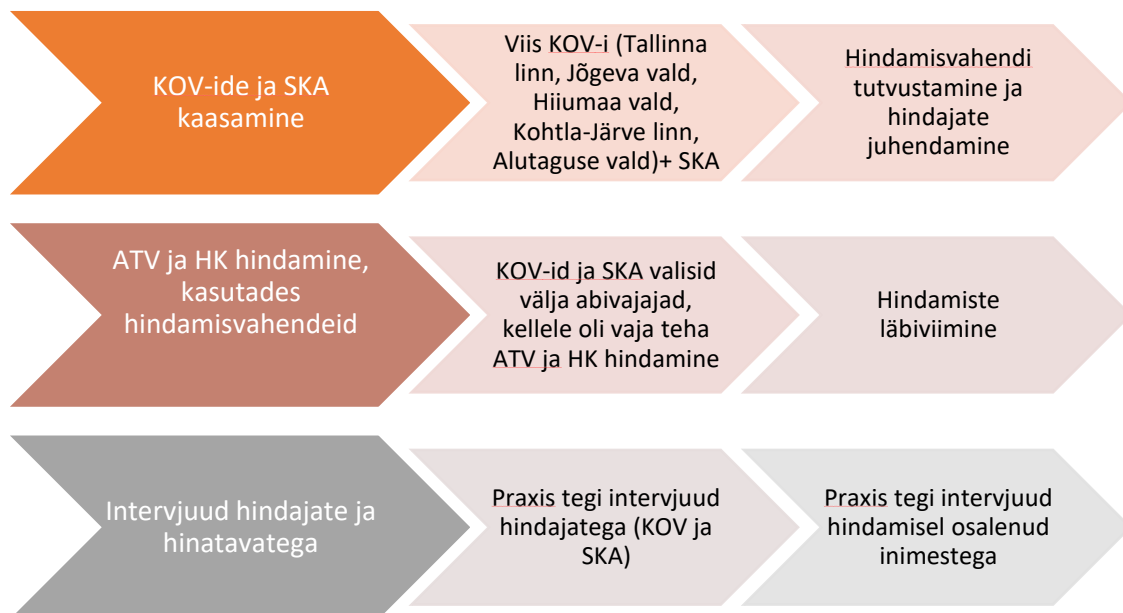 KOV-ide ja SKA
kaasamine
Viis KOV-i (Tallinna
linn, Jõgeva vald,
Hiiumaa vald,
Kohtla-Järve linn,
Alutaguse vald)+ SKA
Hindamisvahendi
tutvustamine ja
hindajate
juhendamine
ATV ja HK hindamine,
kasutades
hindamisvahendeid
KOV-id ja SKA valisid
välja abivajajad,
kellele oli vaja teha
ATV ja HK hindamine
Hindamiste
läbiviimine
Intervjuud hindajate ja
hinatavatega
Praxis tegi intervjuud
hindajatega (KOV ja
SKA)
Praxis tegi intervjuud
hindamisel osalenud
inimestega